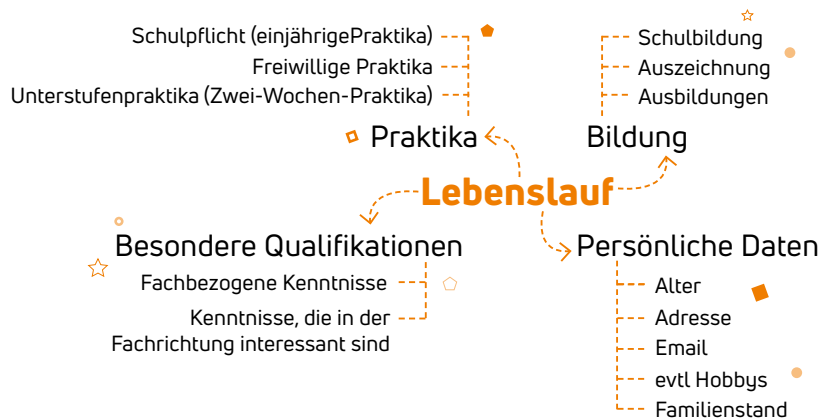 Schulpflicht (einjährigePraktika)
Freiwillige Praktika
Unterstufenpraktika (Zwei-Wochen-Praktika)
Praktika
Schulbildung
Auszeichnung
Ausbildungen
Bildung
Lebenslauf
Besondere Qualifikationen
Fachbezogene Kenntnisse
Kenntnisse, die in der
Fachrichtung interessant sind
Persönliche Daten
Alter
Adresse
Email
evtl Hobbys
Familienstand